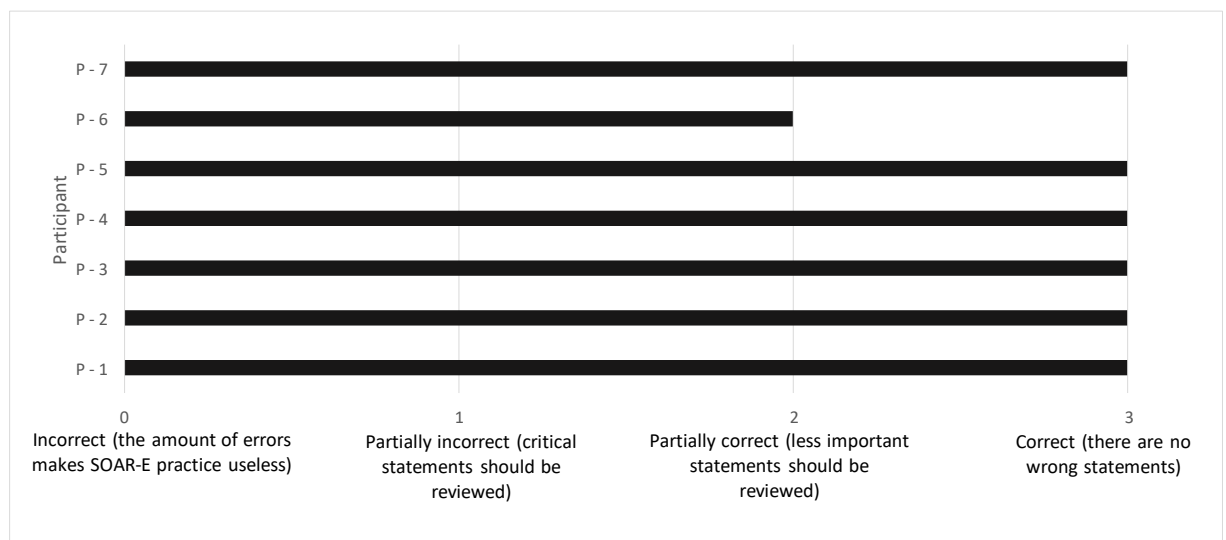 P - 7
P - 6
P - 5
P - 4
P - 3
P - 2
P - 1
Participant
0
1
2
3
Incorrect (the amount of errors
makes SOAR-E practice useless)
Partially incorrect (critical
statements should be
reviewed)
Partially correct (less important
statements should be
reviewed)
Correct (there are no
wrong statements)